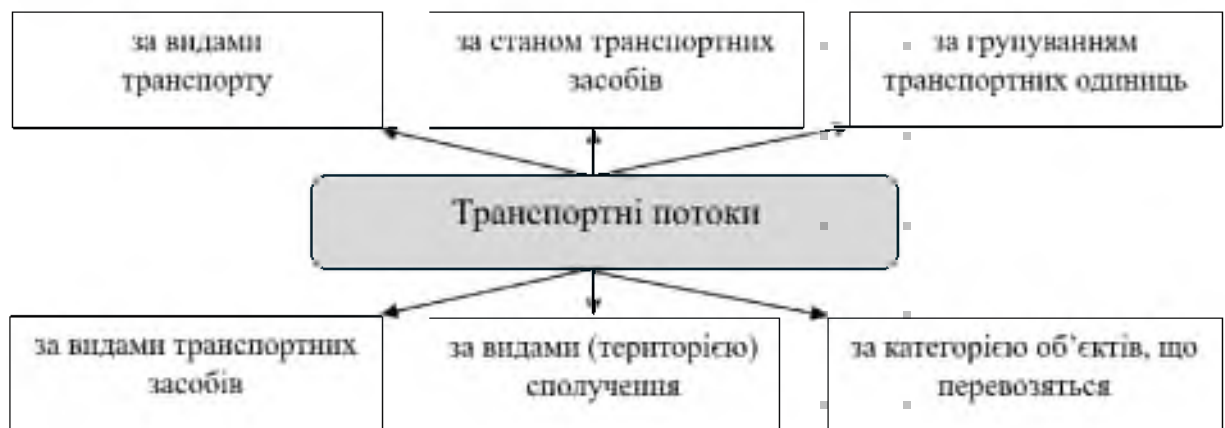 за видами
транспорту
за станом транспортних
засобів
за групуванням
транспортних одиниць
Транспортні потоки
за видами транспортних
засобів
за видами (територією)
сполучення
за категорією об’єктів, що
перевозяться